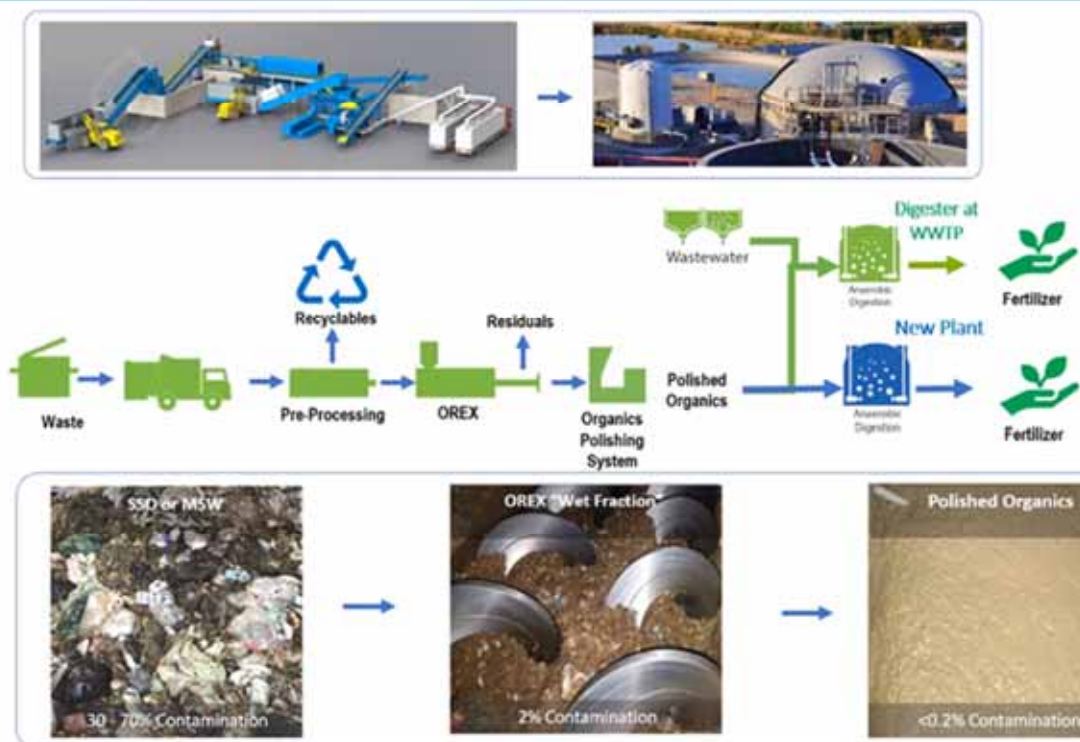 Digester at
WWTP
Wastewater
Anaerobic
Digestion
Fertilizer
Recyclables
Residuals
New Plant
Waste
Pre-Processing
OREX
Organics
Polishing
System
Polished
Organics
Anaerobic
Digestion
Fertilizer
SSO or MSW
30 - 70% Contamination
OREX "Wet Fraction"
2% Contamination
Polished Organics
<0.2% Contamination